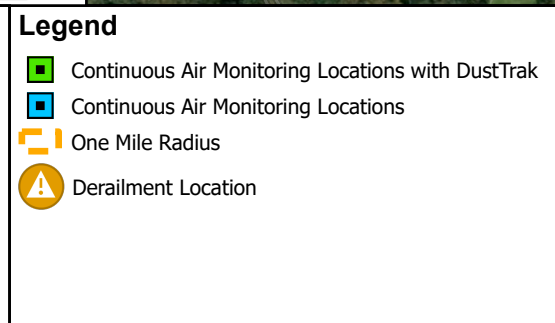 Legend
Continuous Air Monitoring Locations with DustTrak
Continuous Air Monitoring Locations
One Mile Radius
Derailment Location